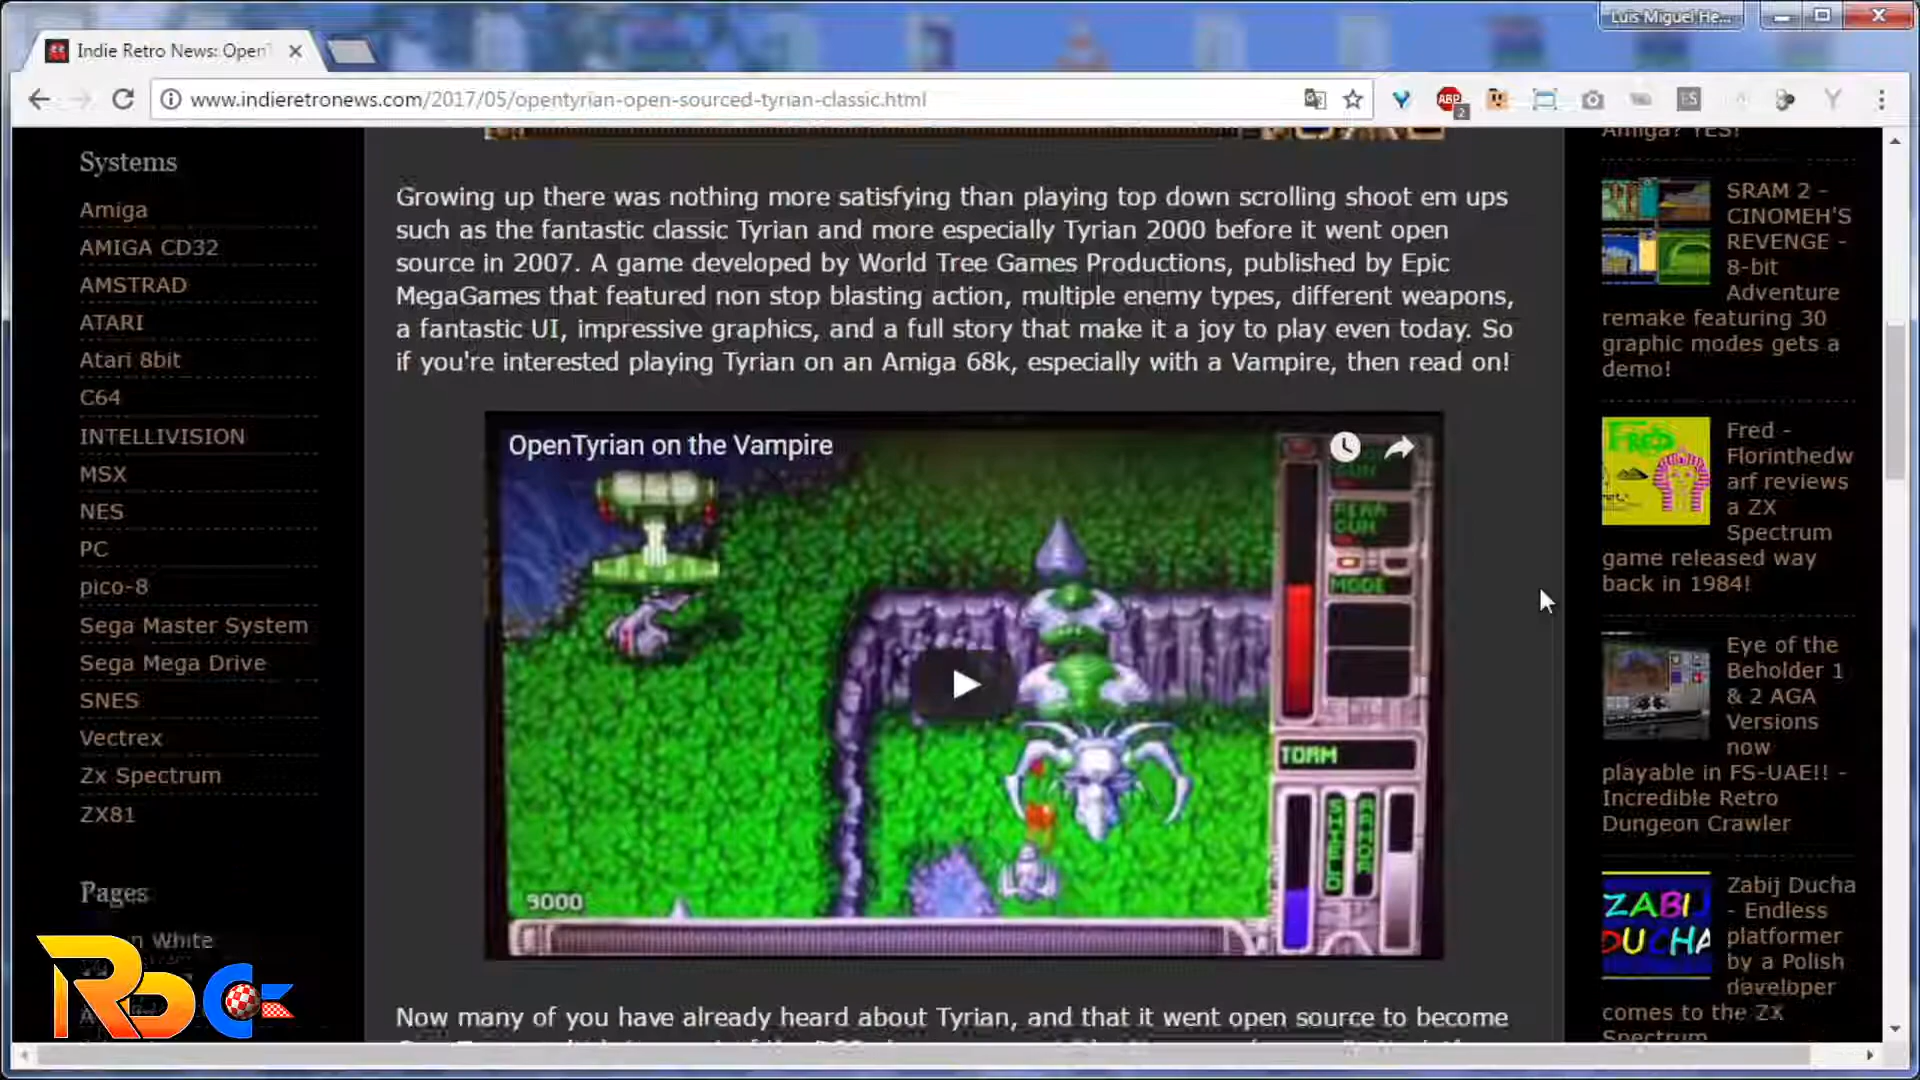 Luis Miguel He...
Indie Retro News: Open
www.indieretronews.com/2017/05/opentyrian-open-sourced-tyrian-classic.html
ABP
2
ES
Systems
Amiga
AMIGA CD32
AMSTRAD
ATARI
Atari 8bit
C64
INTELLIVISION
MSX
NES
PC
pico-8
Sega Master System
Sega Mega Drive
SNES
Vectrex
Zx Spectrum
ZX81
Pages
n White
RDC
Growing up there was nothing more satisfying than playing top down scrolling shoot em ups
such as the fantastic classic Tyrian and more especially Tyrian 2000 before it went open
source in 2007. A game developed by World Tree Games Productions, published by Epic
MegaGames that featured non stop blasting action, multiple enemy types, different weapons,
a fantastic UI, impressive graphics, and a full story that make it a joy to play even today. So
if you're interested playing Tyrian on an Amiga 68k, especially with a Vampire, then read on!
OpenTyrian on the Vampire
GUN
REAR
GUN
MODE
TORM
SHIELD
ARMOR
9000
Now many of you have already heard about Tyrian, and that it went open source to become
Amiga? YES!
SRAM 2 -
CINOMEH'S
REVENGE -
8-bit
Adventure
remake featuring 30
graphic modes gets a
demo!
FRED
Fred -
Florinthedw
arf reviews
a ZX
Spectrum
game released way
back in 1984!
Eye of the
Beholder 1
& 2 AGA
Versions
now
playable in FS-UAE!! -
Incredible Retro
Dungeon Crawler
ZABIJ
DUCHA
Zabij Ducha
- Endless
platformer
by a Polish
developer
comes to the ZX
Spectrum